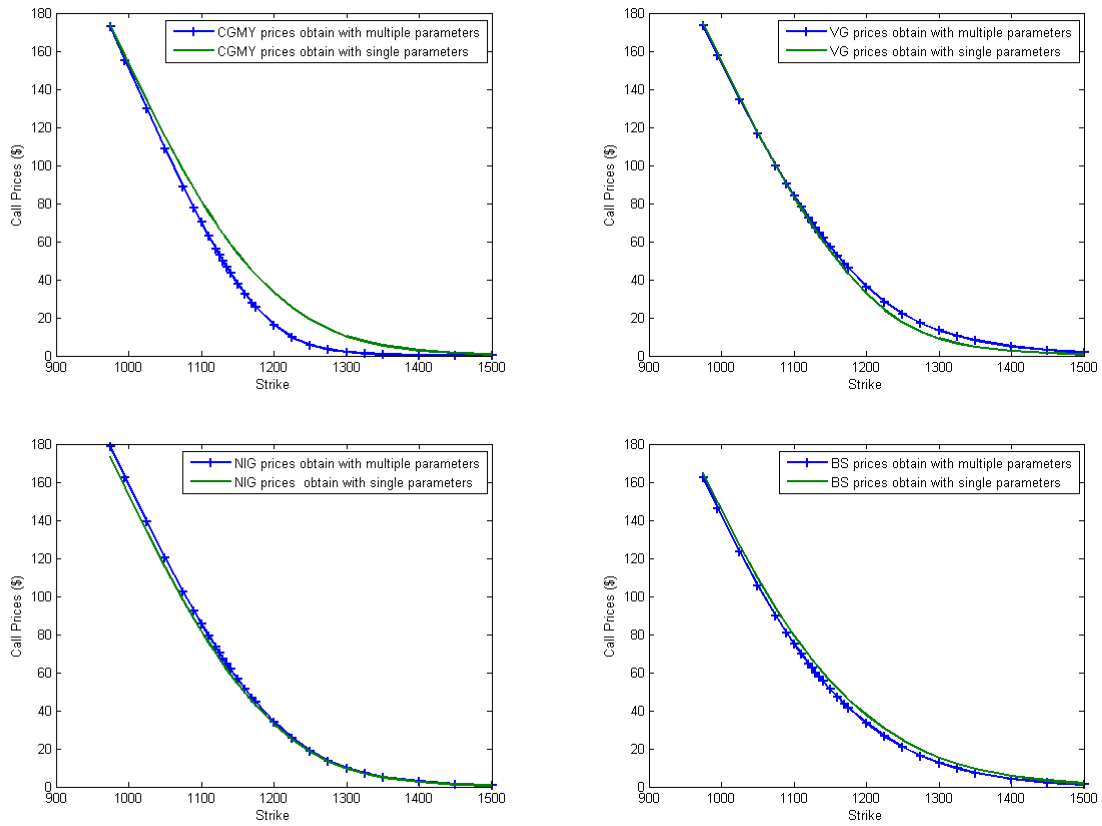 180
160
140
120
100
80
60
40
20
0
Call Prices ($)
CGMY prices obtain with multiple parameters
CGMY prices obtain with single parameters
900 1000 1100 1200 1300 1400 1500
Strike
180
160
140
120
100
80
60
40
20
0
Call Prices ($)
VG prices obtain with multiple parameters
VG prices obtain with single parameters
900 1000 1100 1200 1300 1400 1500
Strike
180
160
140
120
100
80
60
40
20
0
Call Prices ($)
NIG prices obtain with multiple parameters
NIG prices obtain with single parameters
900 1000 1100 1200 1300 1400 1500
Strike
180
160
140
120
100
80
60
40
20
0
Call Prices ($)
BS prices obtain with multiple parameters
BS prices obtain with single parameters
900 1000 1100 1200 1300 1400 1500
Strike